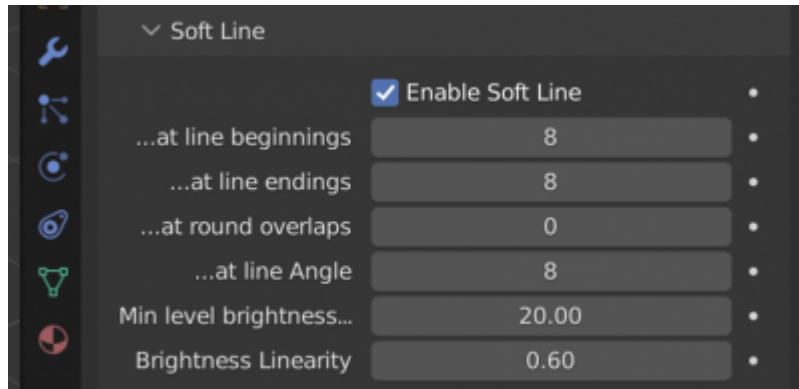 Soft Line
Enable Soft Line
...at line beginnings 8
...at line endings 8
...at round overlaps 0
...at line Angle 8
Min level brightness... 20.00
Brightness Linearity 0.60